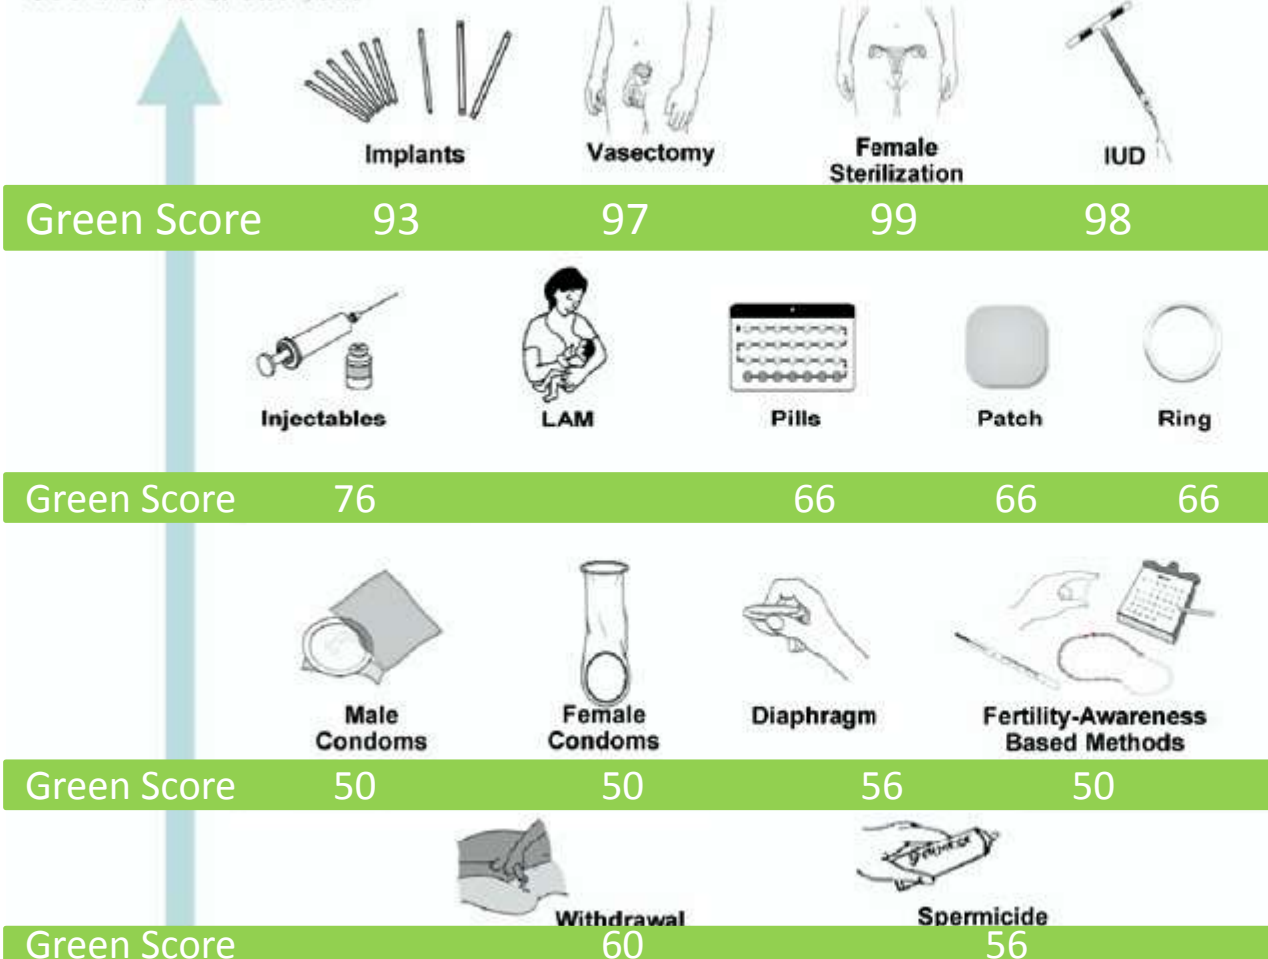 Implants
Vasectomy
Female
Sterilization
IUD
Green Score 93 97 99 98
Injectables
LAM
Pills
Patch
Ring
Green Score 76 66 66 66
Male
Condoms
Female
Condoms
Diaphragm
Fertility-Awareness
Based Methods
Green Score 50 50 56 50
Withdrawal
Spermicide
Green Score 60 56